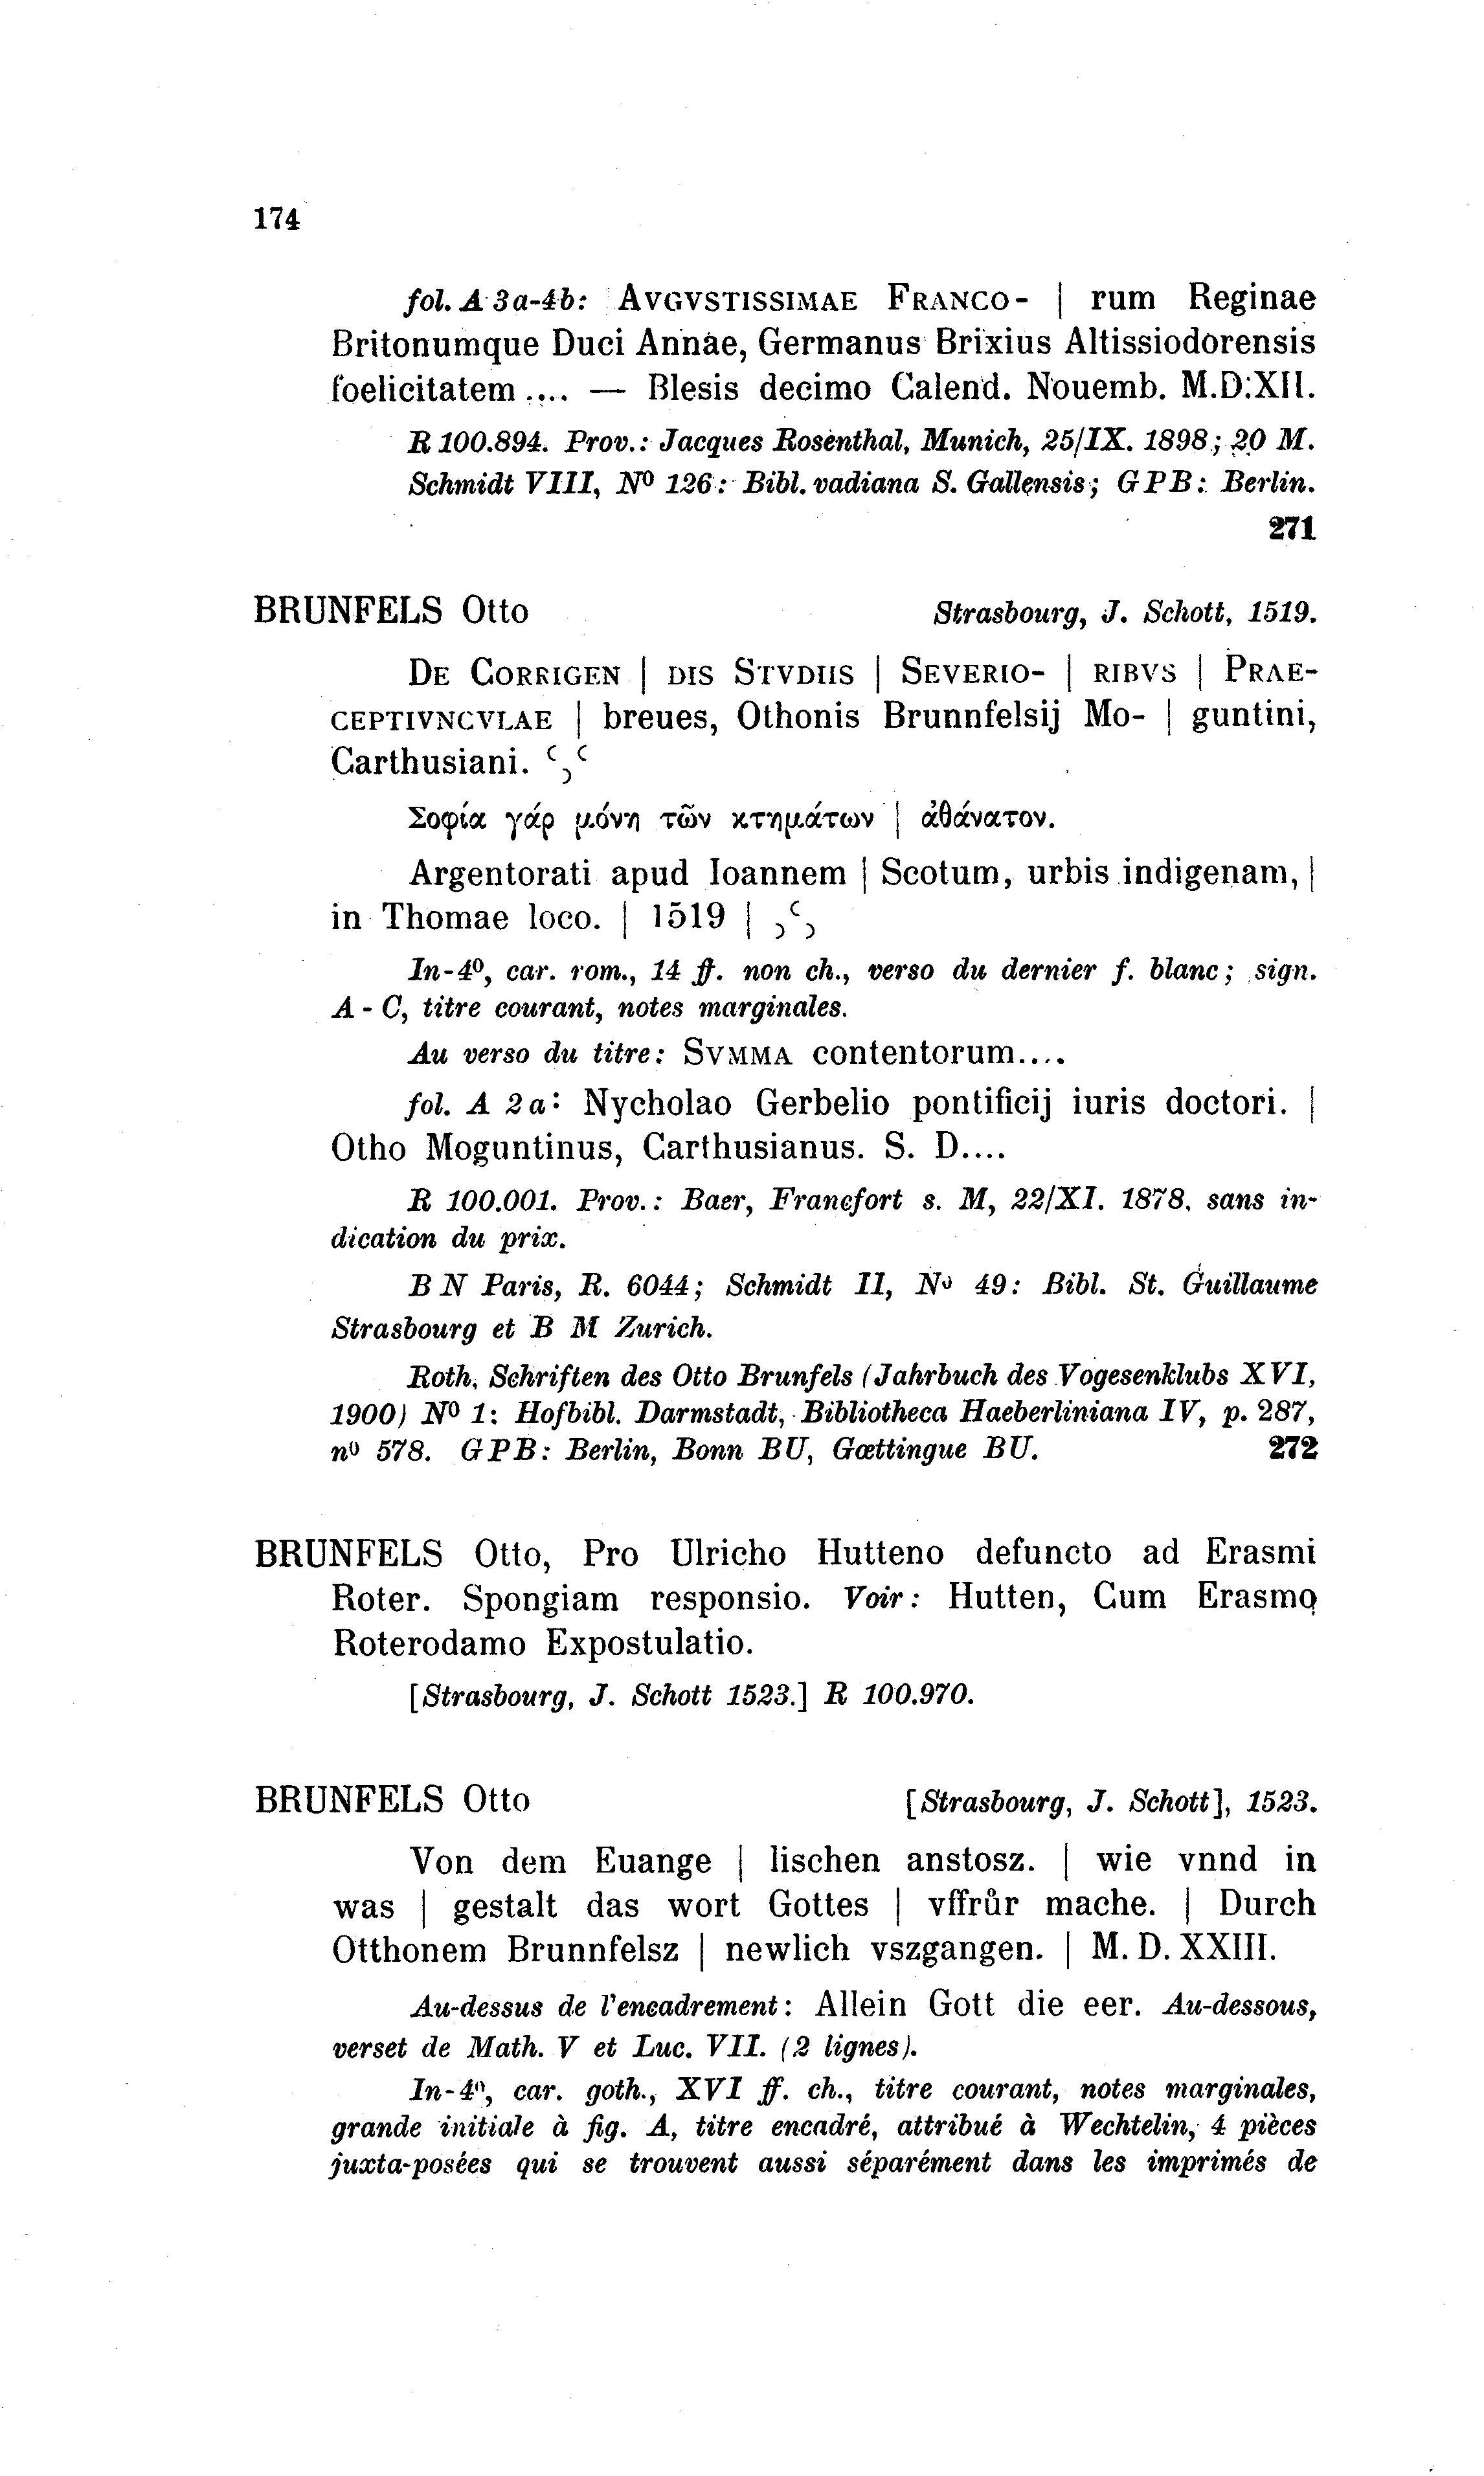 174
fol. A 3a-4b: AVGVSTISSIMAE FRANCO- | rum Reginae
Britonumque Duci Annae, Germanus Brixius Altissiodorensis
foelicitatem .... — Blesis decimo Calend. Nouemb. M.D.XII.
R 100.894. Prov.: Jacques Rosenthal, Munich, 25/IX. 1898; 20 M.
Schmidt VIII, Nº 126: Bibl. vadiana S. Gallensis; GPB: Berlin.
271
BRUNFELS Otto Strasbourg, J. Schott, 1519.
DE CORRIGEN | DIS STVDIIS | SEVERIO- | RIBVS | PRAE-
CEPTIVNCVLAE | breues, Othonis Brunnfelsij Mo- | guntini,
Carthusiani.
Σοφία γάρ μόνη τῶν κτημάτων | ἀθάνατον.
Argentorati apud Ioannem | Scotum, urbis indigenam, |
in Thomae loco. | 1519 |
In-4º, car. rom., 14 ff. non ch., verso du dernier f. blanc; sign.
A - C, titre courant, notes marginales.
Au verso du titre: SVMMA contentorum....
fol. A 2a: Nycholao Gerbelio pontificij iuris doctori. |
Otho Moguntinus, Carthusianus. S. D....
R 100.001. Prov.: Baer, Francfort s. M, 22/XI. 1878. sans in-
dication du prix.
B N Paris, R. 6044; Schmidt II, Nº 49: Bibl. St. Guillaume
Strasbourg et B M Zurich.
Roth, Schriften des Otto Brunfels (Jahrbuch des Vogesenklubs XVI,
1900) Nº 1: Hofbibl. Darmstadt, Bibliotheca Haeberliniana IV, p. 287,
nº 578. GPB: Berlin, Bonn BU, Gœttingue BU. 272
BRUNFELS Otto, Pro Ulricho Hutteno defuncto ad Erasmi
Roter. Spongiam responsio. Voir: Hutten, Cum Erasmo
Roterodamo Expostulatio.
[Strasbourg, J. Schott 1523.] R 100.970.
BRUNFELS Otto [Strasbourg, J. Schott], 1523.
Von dem Euange | lischen anstosz. | wie vnnd in
was | gestalt das wort Gottes | vffrůr mache. | Durch
Otthonem Brunnfelsz | newlich vszgangen. | M. D. XXIII.
Au-dessus de l'encadrement: Allein Gott die eer. Au-dessous,
verset de Math. V et Luc. VII. (2 lignes).
In-4º, car. goth., XVI ff. ch., titre courant, notes marginales,
grande initiale à fig. A, titre encadré, attribué à Wechtelin, 4 pièces
juxta-posées qui se trouvent aussi séparément dans les imprimés de